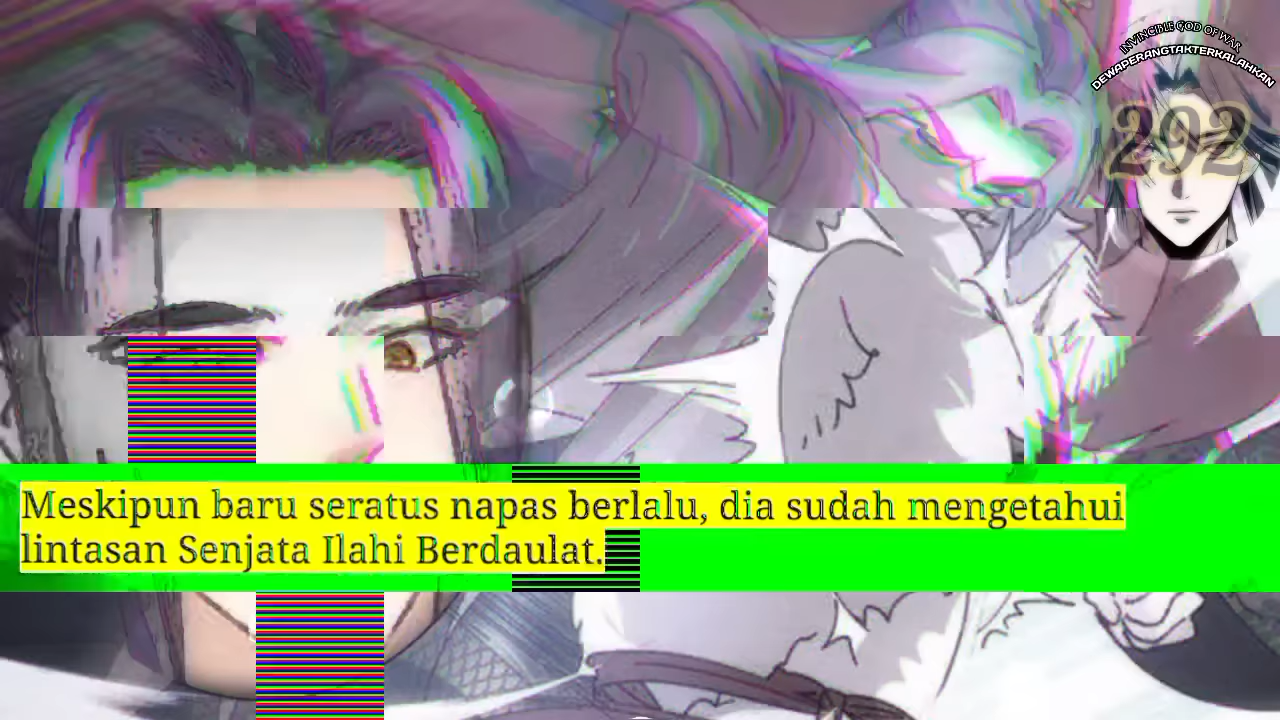 INVINCIBLE GOD OF WAR
DEWAPERANGTAKTERKALAHKAN
292
Meskipun baru seratus napas berlalu, dia sudah mengetahui
lintasan Senjata Ilahi Berdaulat.